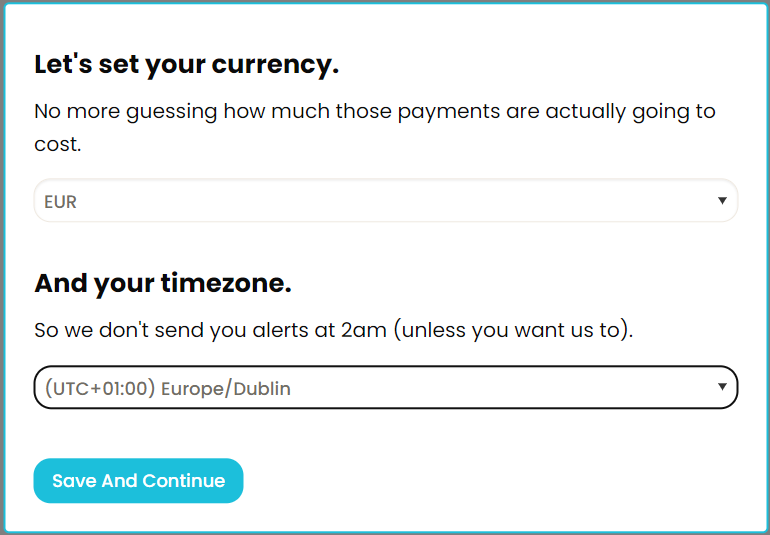 Let's set your currency.
No more guessing how much those payments are actually going to
cost.
EUR
And your timezone.
So we don't send you alerts at 2am (unless you want us to).
(UTC+01:00) Europe/Dublin
Save And Continue